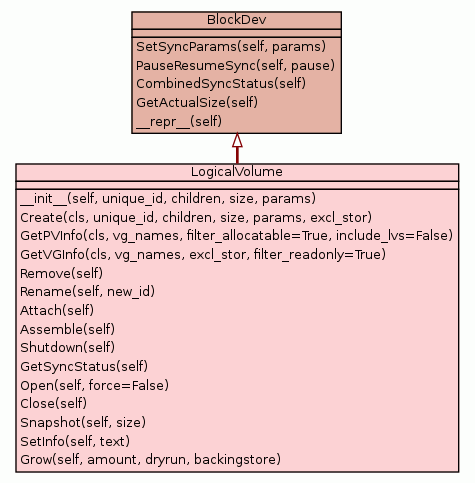 BlockDev
SetSyncParams(self, params)
PauseResumeSync(self, pause)
CombinedSyncStatus(self)
GetActualSize(self)
__repr__(self)
LogicalVolume
__init__(self, unique_id, children, size, params)
Create(cls, unique_id, children, size, params, excl_stor)
GetPVInfo(cls, vg_names, filter_allocatable=True, include_lvs=False)
GetVGInfo(cls, vg_names, excl_stor, filter_readonly=True)
Remove(self)
Rename(self, new_id)
Attach(self)
Assemble(self)
Shutdown(self)
GetSyncStatus(self)
Open(self, force=False)
Close(self)
Snapshot(self, size)
SetInfo(self, text)
Grow(self, amount, dryrun, backingstore)